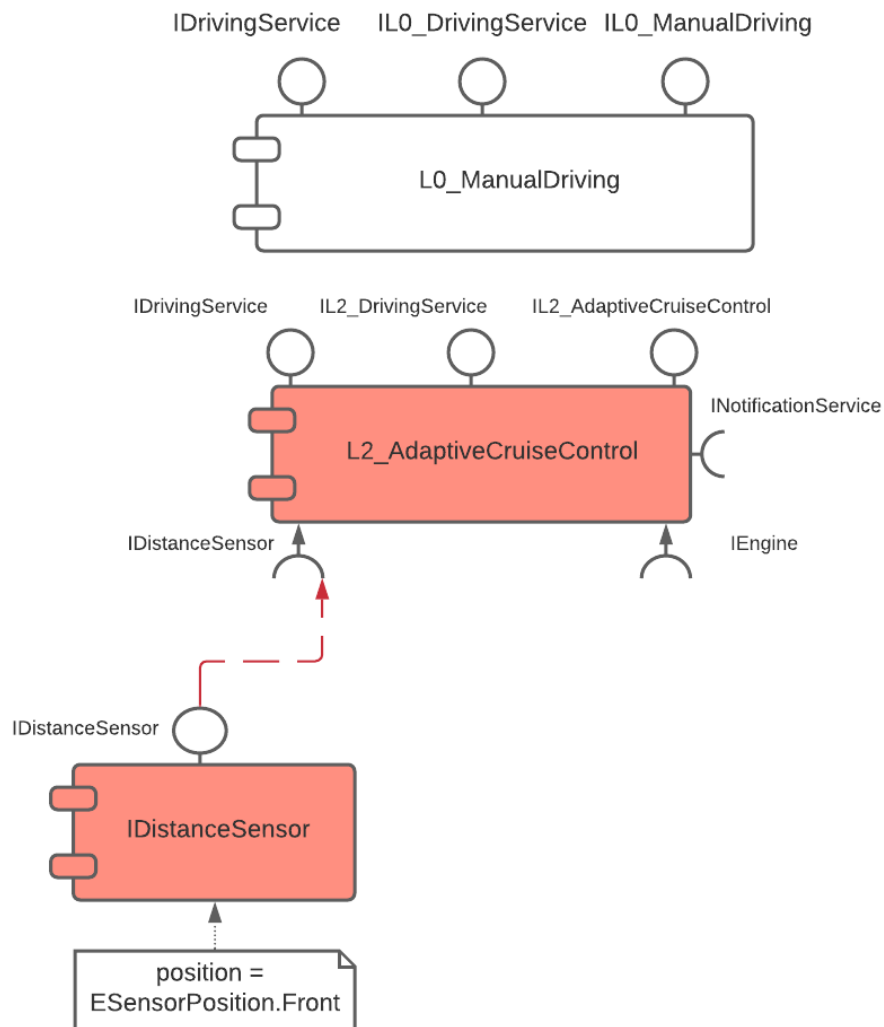 IDrivingService
IL0_DrivingService
IL0_ManualDriving
L0_ManualDriving
IDrivingService
IL2_DrivingService
IL2_AdaptiveCruiseControl
INotificationService
L2_AdaptiveCruiseControl
IDistanceSensor
IEngine
IDistanceSensor
IDistanceSensor
position =
ESensorPosition.Front